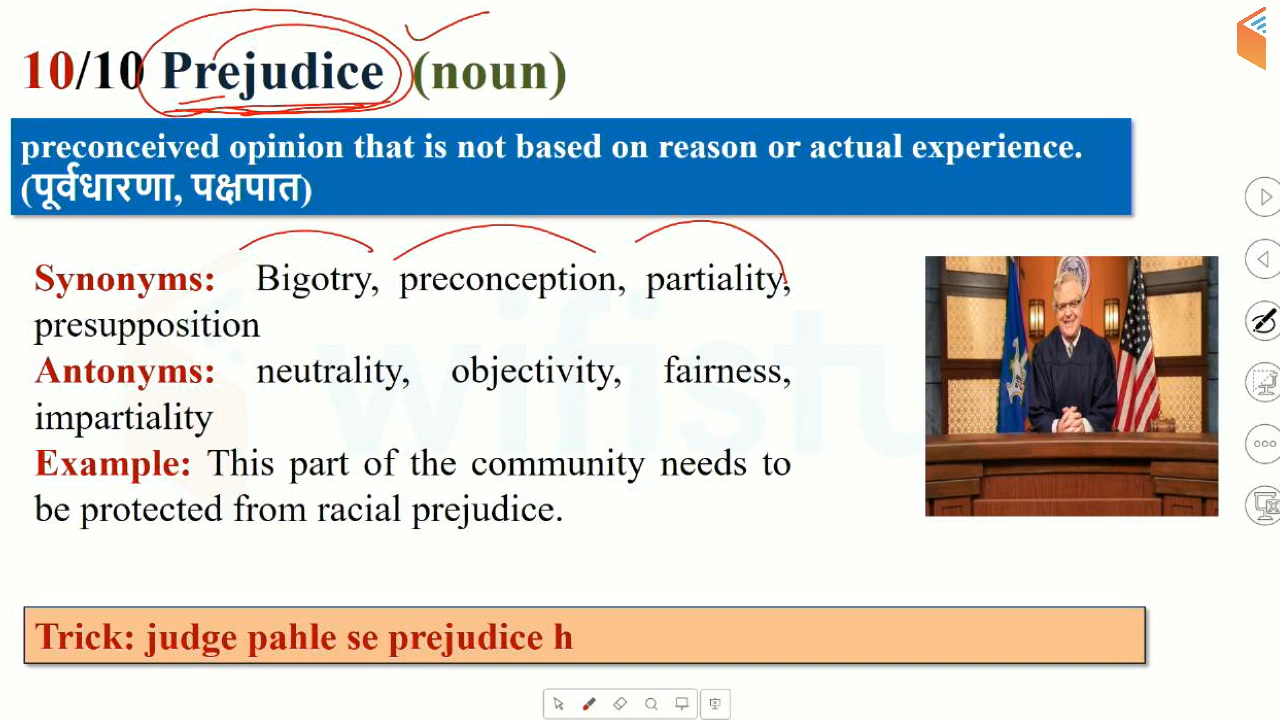 10/10 Prejudice (noun)
preconceived opinion that is not based on reason or actual experience.
(पूर्वधारणा, पक्षपात)
Synonyms: Bigotry, preconception, partiality,
presupposition
Antonyms: neutrality, objectivity, fairness,
impartiality
Example: This part of the community needs to
be protected from racial prejudice.
Trick: judge pahle se prejudice h
wifistu